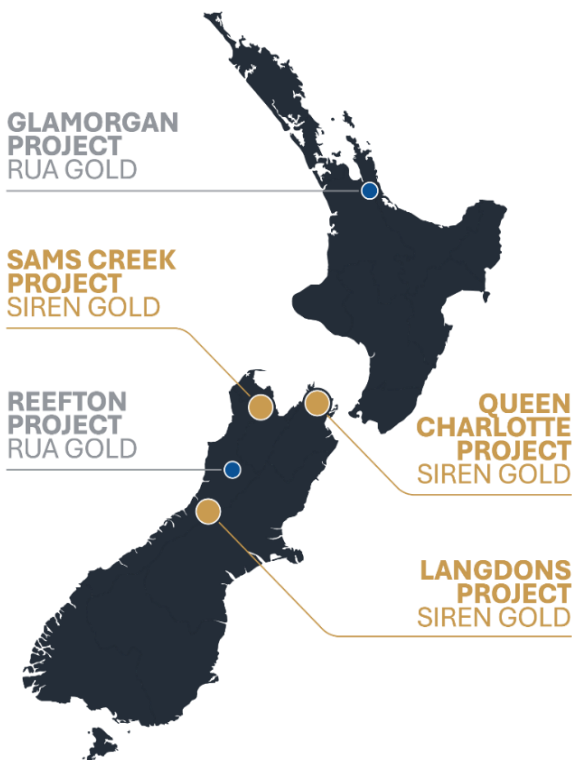 GLAMORGAN
PROJECT
RUA GOLD
SAMS CREEK
PROJECT
SIREN GOLD
REEFTON
PROJECT
RUA GOLD
QUEEN
CHARLOTTE
PROJECT
SIREN GOLD
LANGDONS
PROJECT
SIREN GOLD